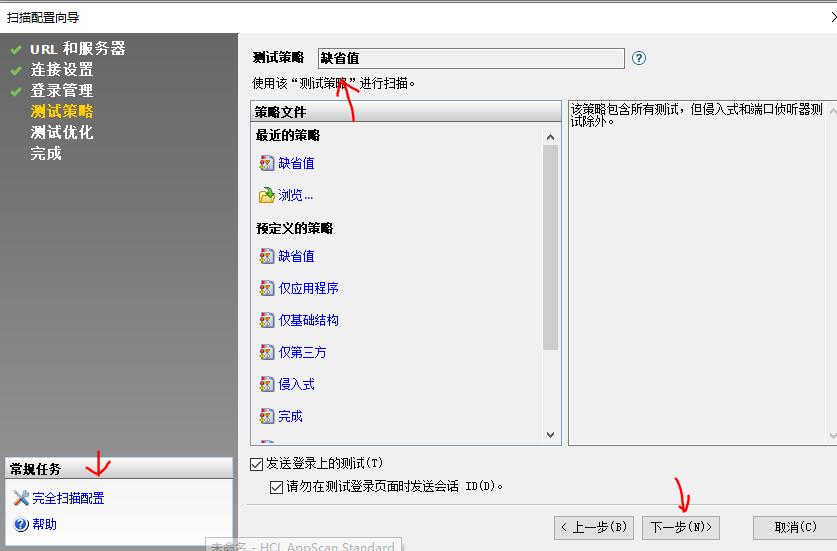 扫描配置向导
URL 和服务器
连接设置
登录管理
测试策略
测试优化
完成
测试策略 缺省值
使用该“测试策略”进行扫描。
策略文件
最近的策略
缺省值
浏览...
预定义的策略
缺省值
仅应用程序
仅基础结构
仅第三方
侵入式
完成
该策略包含所有测试，但侵入式和端口侦听器测
试除外。
发送登录上的测试(T)
请勿在测试登录页面时发送会话 ID(D)。
常规任务
完全扫描配置
帮助
< 上一步(B)
下一步(N)>
取消(C)
未命名 - HCL AppScan Standard